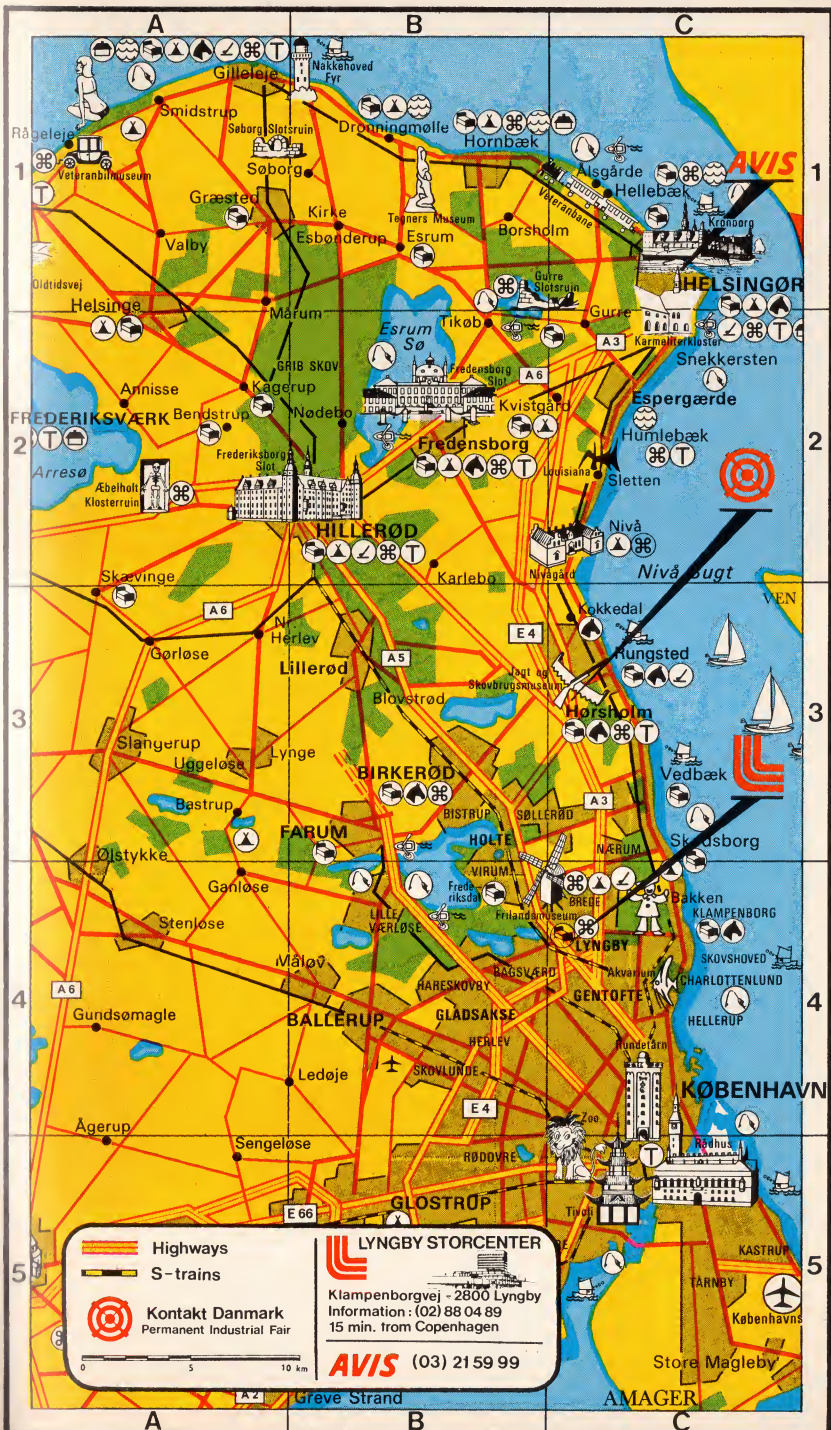 A B C
Gilleleje
Nakkehoved
Fyr
Smidstrup
Rågeleje
Veteranbilmuseum
Søborg Slotsruin
Søborg
Dronningmølle
Hornbæk
Ålsgårde
Hellebæk
AVIS
1 1
Græsted
Kirke
Esbønderup
Tegners Museum
Esrum
Borsholm
Veteranbane
Kronborg
Valby
Oldtidsvej
Helsinge
Mårum
Gurre
Slotsruin
HELSINGØR
Karmeliterkloster
Esrum
Sø
Tikøb
Gurre
A3
Snekkersten
GRIB SKOV
Fredensborg
Slot
A6
Annisse
Kagerup
Kvistgård
Espergærde
FREDERIKSVÆRK
Bendstrup
Nødebo
Fredensborg
Humlebæk
2 2
Arresø
Frederiksborg
Slot
Louisiana
Sletten
Æbelholt
Klosterruin
HILLERØD
Nivå
Nivågård
Nivå Bugt
Skævinge
Karlebo
VEN
A6
Nr.
Herlev
Kokkedal
Gørløse
E4
Rungsted
Lillerød
A5
Jagt og
Skovbrugsmuseum
Blovstrød
Hørsholm
3 3
Slangerup
Uggeløse
Lynge
BIRKERØD
Vedbæk
Bastrup
BISTRUP
SØLLERØD
A3
FARUM
HOLTE
NÆRUM
Skodsborg
Ølstykke
Ganløse
VIRUM
Frede-
riksdal
BREDE
Bakken
Frilandsmuseum
KLAMPENBORG
Stenløse
LILLE
VÆRLØSE
LYNGBY
SKOVSHOVED
Måløv
BAGSVÆRD
Akvarium
4 4
A6
HARESKOVBY
GENTOFTE
CHARLOTTENLUND
Gundsømagle
BALLERUP
GLADSAKSE
HELLERUP
HERLEV
Rundetårn
Ledøje
SKOVLUNDE
KØBENHAVN
E4
Zoo
Ågerup
Rådhus
Sengeløse
RØDOVRE
GLOSTRUP
Tivoli
E 66
5 5
Highways
S-trains
Kontakt Danmark
Permanent Industrial Fair
0 5 10 km
LYNGBY STORCENTER
Klampenborgvej - 2800 Lyngby
Information : (02) 88 04 89
15 min. from Copenhagen
AVIS (03) 21 59 99
KASTRUP
TÅRNBY
Københavns
Store Magleby
A2
Greve Strand
AMAGER
A B C